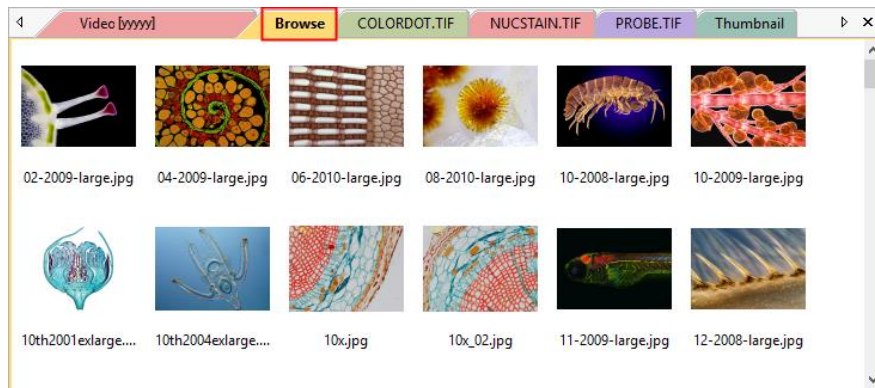 Video [yyyyy] Browse COLORDOT.TIF NUCSTAIN.TIF PROBE.TIF Thumbnail
02-2009-large.jpg 04-2009-large.jpg 06-2010-large.jpg 08-2010-large.jpg 10-2008-large.jpg 10-2009-large.jpg
10th2001exlarge.... 10th2004exlarge.... 10x.jpg 10x_02.jpg 11-2009-large.jpg 12-2008-large.jpg